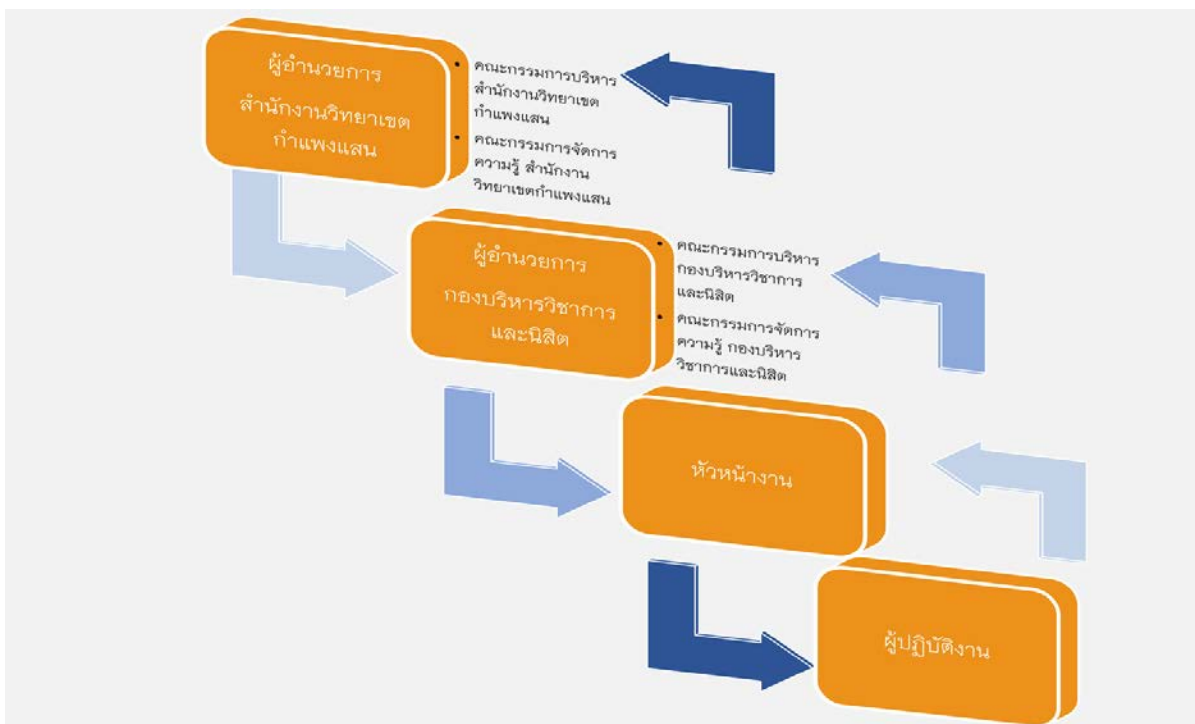 ผู้อำนวยการ
สำนักงานวิทยาเขต
กำแพงแสน
• คณะกรรมการบริหาร
สำนักงานวิทยาเขต
กำแพงแสน
• คณะกรรมการจัดการ
ความรู้ สำนักงาน
วิทยาเขตกำแพงแสน
ผู้อำนวยการ
กองบริหารวิชาการ
และนิสิต
• คณะกรรมการบริหาร
กองบริหารวิชาการ
และนิสิต
• คณะกรรมการจัดการ
ความรู้ กองบริหาร
วิชาการและนิสิต
หัวหน้างาน
ผู้ปฏิบัติงาน